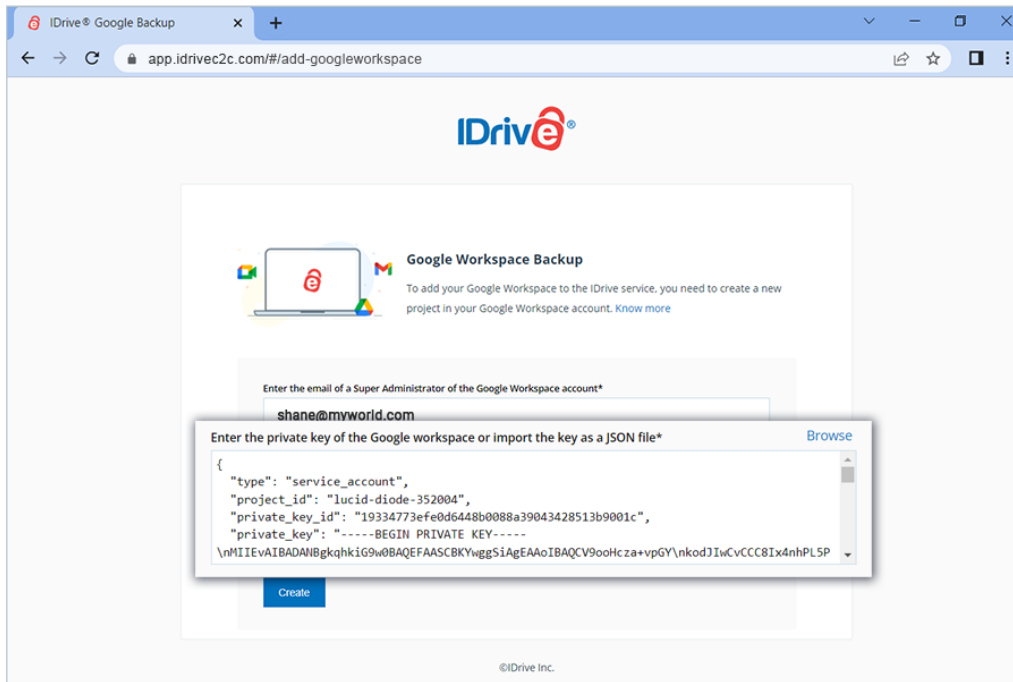 IDrive® Google Backup
app.idrivec2c.com/#/add-googleworkspace
IDrive®
Google Workspace Backup
To add your Google Workspace to the IDrive service, you need to create a new
project in your Google Workspace account. Know more
Enter the email of a Super Administrator of the Google Workspace account*
shane@myworld.com
Enter the private key of the Google workspace or import the key as a JSON file*
Browse
{
"type": "service_account",
"project_id": "lucid-diode-352004",
"private_key_id": "19334773efe0d6448b0088a39043428513b9001c",
"private_key": "-----BEGIN PRIVATE KEY-----
\nMIIEvAIBADANBgkqhkiG9w0BAQEFAASCBKYwggSiAgEAAoIBAQCV9ooHcza+vpGY\nkodJIwCvCCC8Ix4nhPL5P
Create
©IDrive Inc.